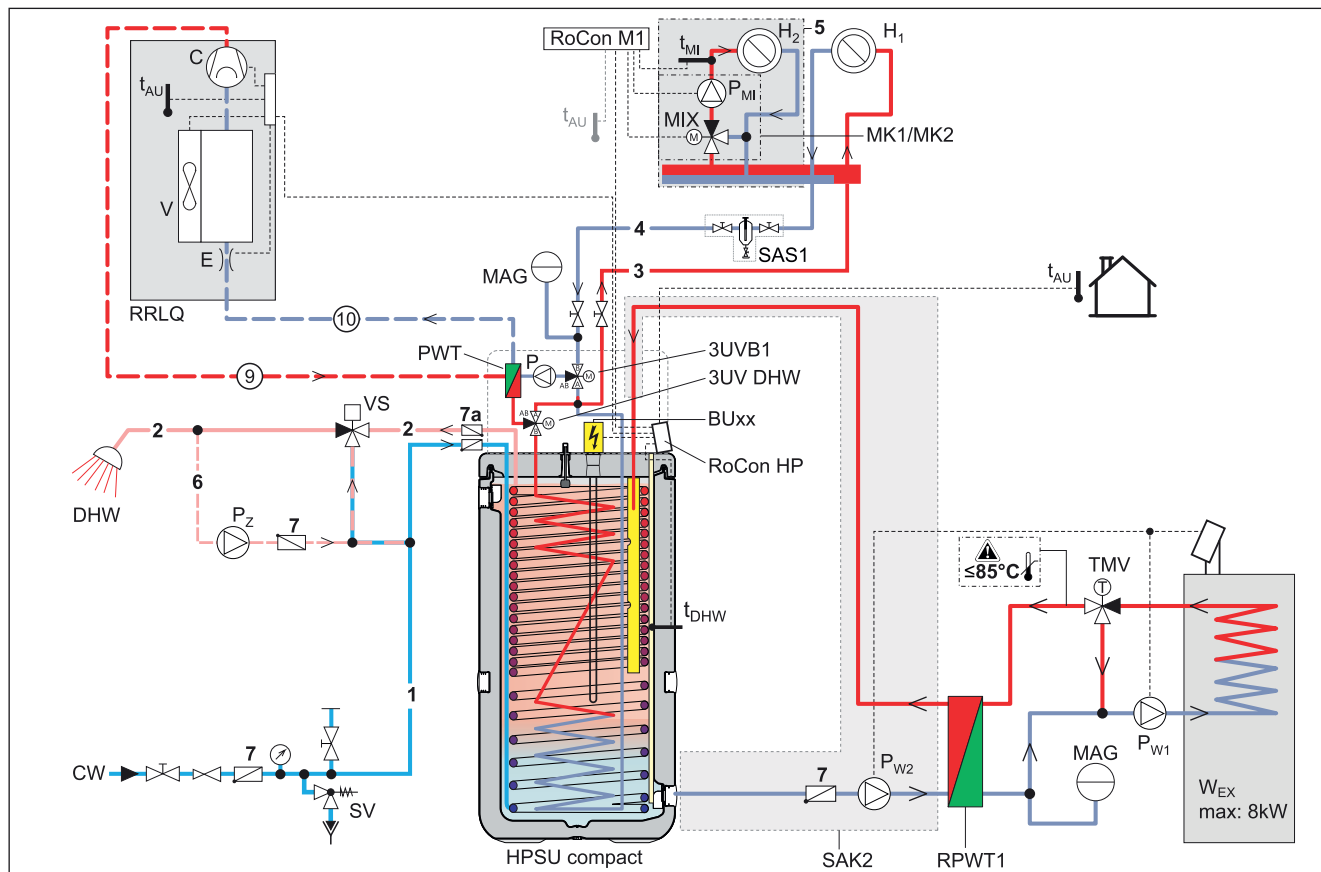 RoCon M1
5
H2
H1
tMI
C
tAU
PMI
tAU
MIX
M
MK1/MK2
V
4
SAS1
E
3
MAG
tAU
RRLQ
10
PWT
P
B
AB
A
M
3UVB1
9
3UV DHW
AB
A
M
B
VS
7a
BUxx
2
2
RoCon HP
6
DHW
PZ
7
≤85°C
TMV
T
tDHW
1
7
CW
PW1
MAG
7
PW2
SV
WEX
max: 8kW
HPSU compact
SAK2
RPWT1